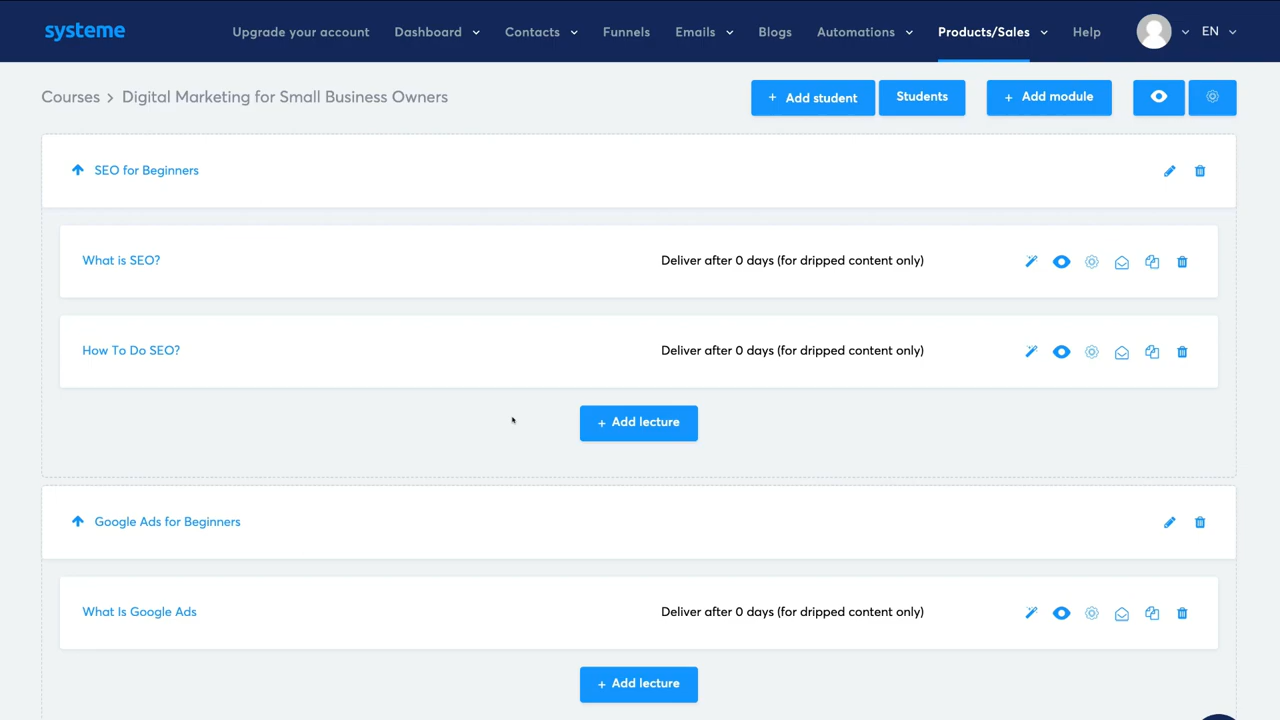 systeme Upgrade your account Dashboard Contacts Funnels Emails Blogs Automations Products/Sales Help EN
Courses > Digital Marketing for Small Business Owners + Add student Students + Add module
SEO for Beginners
What is SEO? Deliver after 0 days (for dripped content only)
How To Do SEO? Deliver after 0 days (for dripped content only)
+ Add lecture
Google Ads for Beginners
What Is Google Ads Deliver after 0 days (for dripped content only)
+ Add lecture